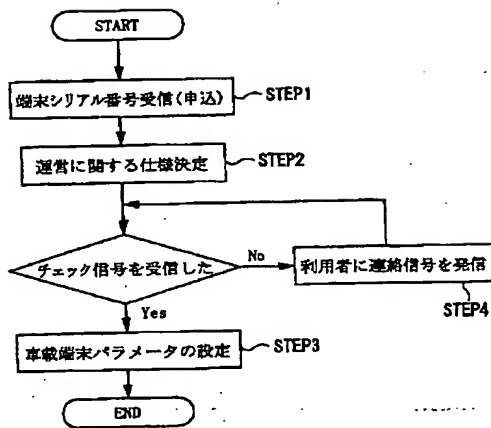 START
端末シリアル番号受信(申込)
STEP1
運営に関する仕様決定
STEP2
チェック信号を受信した
No
利用者に連絡信号を発信
STEP4
Yes
車載端末パラメータの設定
STEP3
END